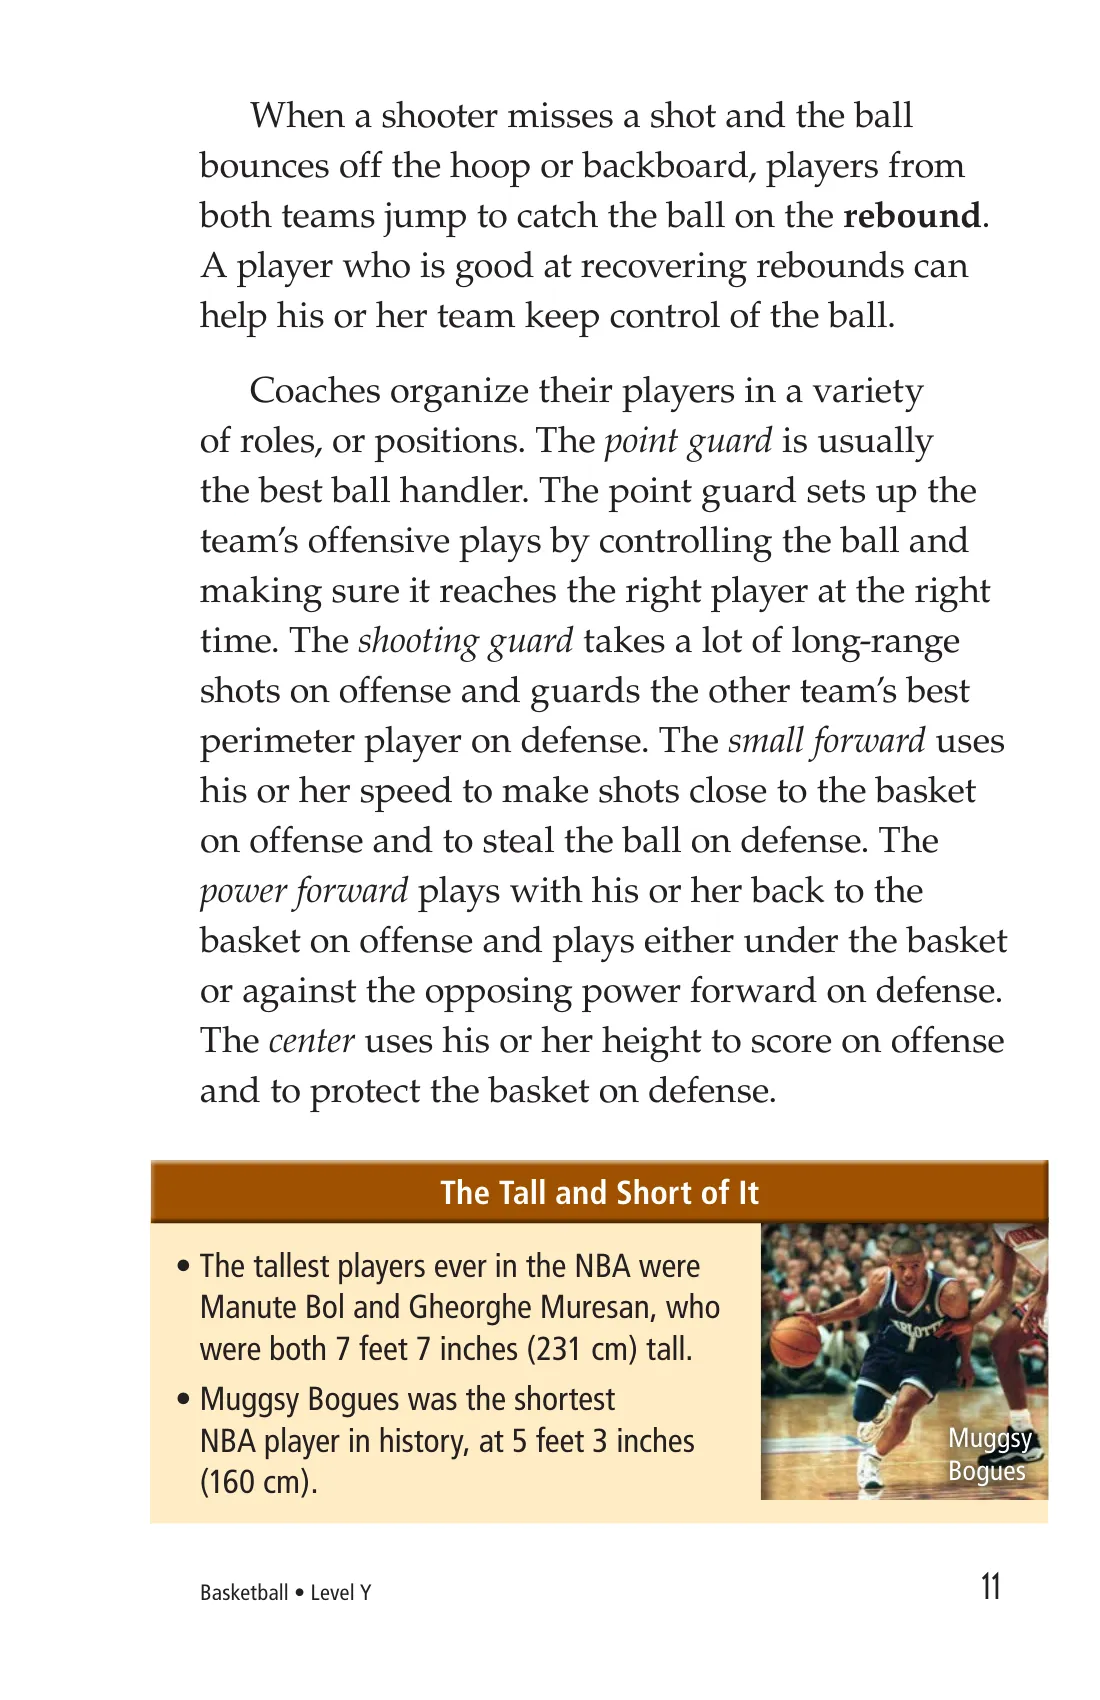 When a shooter misses a shot and the ball
bounces off the hoop or backboard, players from
both teams jump to catch the ball on the rebound.
A player who is good at recovering rebounds can
help his or her team keep control of the ball.
Coaches organize their players in a variety
of roles, or positions. The point guard is usually
the best ball handler. The point guard sets up the
team’s offensive plays by controlling the ball and
making sure it reaches the right player at the right
time. The shooting guard takes a lot of long-range
shots on offense and guards the other team’s best
perimeter player on defense. The small forward uses
his or her speed to make shots close to the basket
on offense and to steal the ball on defense. The
power forward plays with his or her back to the
basket on offense and plays either under the basket
or against the opposing power forward on defense.
The center uses his or her height to score on offense
and to protect the basket on defense.
The Tall and Short of It
• The tallest players ever in the NBA were
Manute Bol and Gheorghe Muresan, who
were both 7 feet 7 inches (231 cm) tall.
• Muggsy Bogues was the shortest
NBA player in history, at 5 feet 3 inches
(160 cm).
Muggsy
Bogues
Basketball • Level Y
11